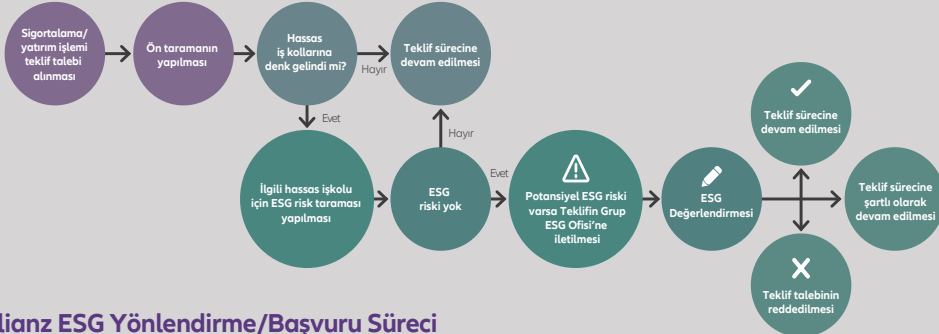 Sigortalama/
yatırım işlemi
teklif talebi
alınması
Ön taramanın
yapılması
Hassas
iş kollarına
denk gelindi mi?
Hayır
Teklif sürecine
devam edilmesi
Evet
Hayır
İlgili hassas işkolu
için ESG risk taraması
yapılması
ESG
riski yok
Evet
Potansiyel ESG riski
varsa Teklifin Grup
ESG Ofisi’ne
iletilmesi
ESG
Değerlendirmesi
Teklif sürecine
devam edilmesi
Teklif sürecine
şartlı olarak
devam edilmesi
Teklif talebinin
reddedilmesi
lianz ESG Yönlendirme/Başvuru Süreci